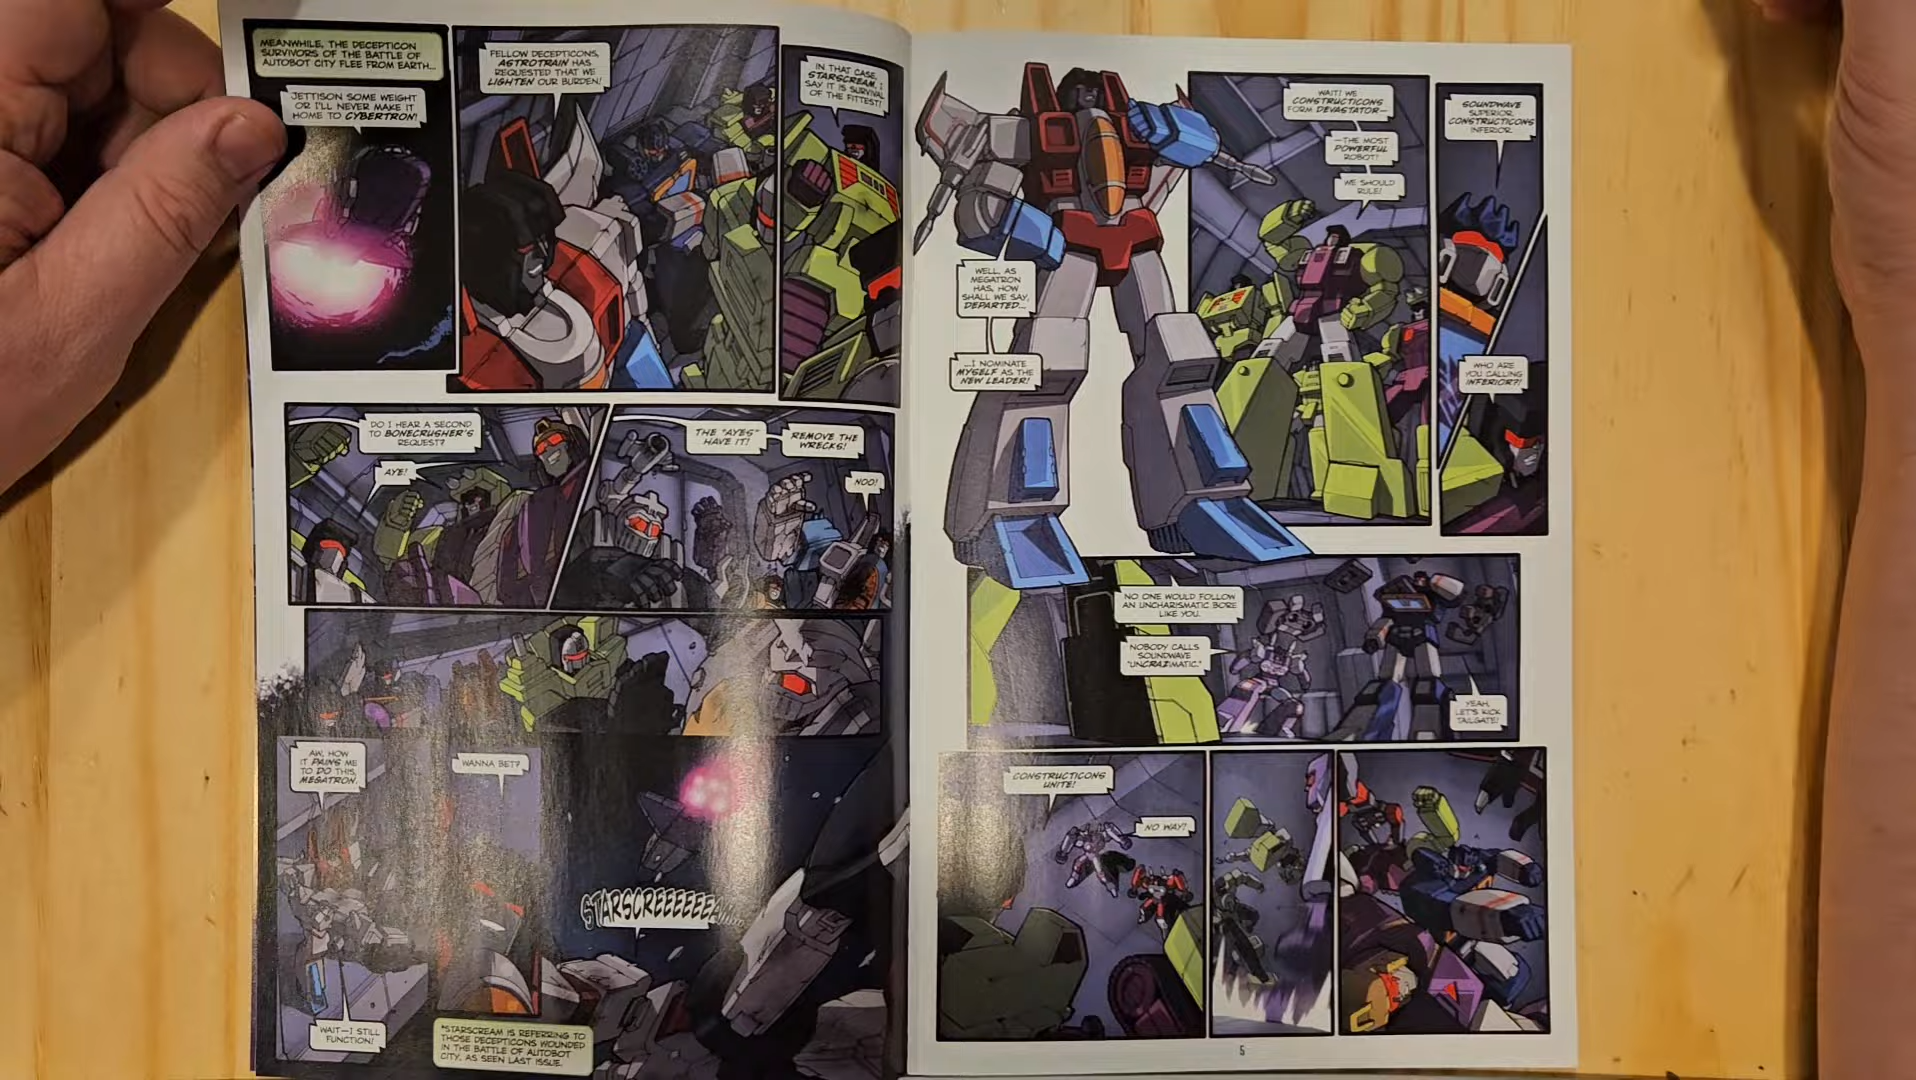 MEANWHILE, THE DECEPTICON
SURVIVORS OF THE BATTLE OF
AUTOBOT CITY FLEE FROM EARTH...
JETTISON SOME WEIGHT
OR I'LL NEVER MAKE IT
HOME TO CYBERTRON!
FELLOW DECEPTICONS,
ASTROTRAIN HAS
REQUESTED THAT WE
LIGHTEN OUR BURDEN!
IN THAT CASE,
STARSCREAM, I
SAY IT IS SURVIVAL
OF THE FITTEST!
DO I HEAR A SECOND
TO BONECRUSHER'S
REQUEST?
AYE!
THE "AYES"
HAVE IT!
REMOVE THE
WRECKS!
NOO!
AW, HOW
IT PAINS ME
TO DO THIS,
MEGATRON.
WAIT—I STILL
FUNCTION!
WANNA BET?
STARSCREEEEEEEA
*STARSCREAM IS REFERRING TO
THOSE DECEPTICONS WOUNDED
IN THE BATTLE OF AUTOBOT
CITY, AS SEEN LAST ISSUE.
WELL, AS
MEGATRON
HAS, HOW
SHALL WE SAY,
DEPARTED...
...I NOMINATE
MYSELF AS THE
NEW LEADER!
WAIT! WE
CONSTRUCTICONS
FORM DEVASTATOR—
—THE MOST
POWERFUL
ROBOT!
WE SHOULD
RULE!
SOUNDWAVE
SUPERIOR,
CONSTRUCTICONS
INFERIOR.
WHO ARE
YOU CALLING
INFERIOR?!
NO ONE WOULD FOLLOW
AN UNCHARISMATIC BORE
LIKE YOU.
NOBODY CALLS
SOUNDWAVE
"UNCRAZIMATIC."
YEAH,
LET'S KICK
TAILGATE!
CONSTRUCTICONS
UNITE!
NO WAY!
5